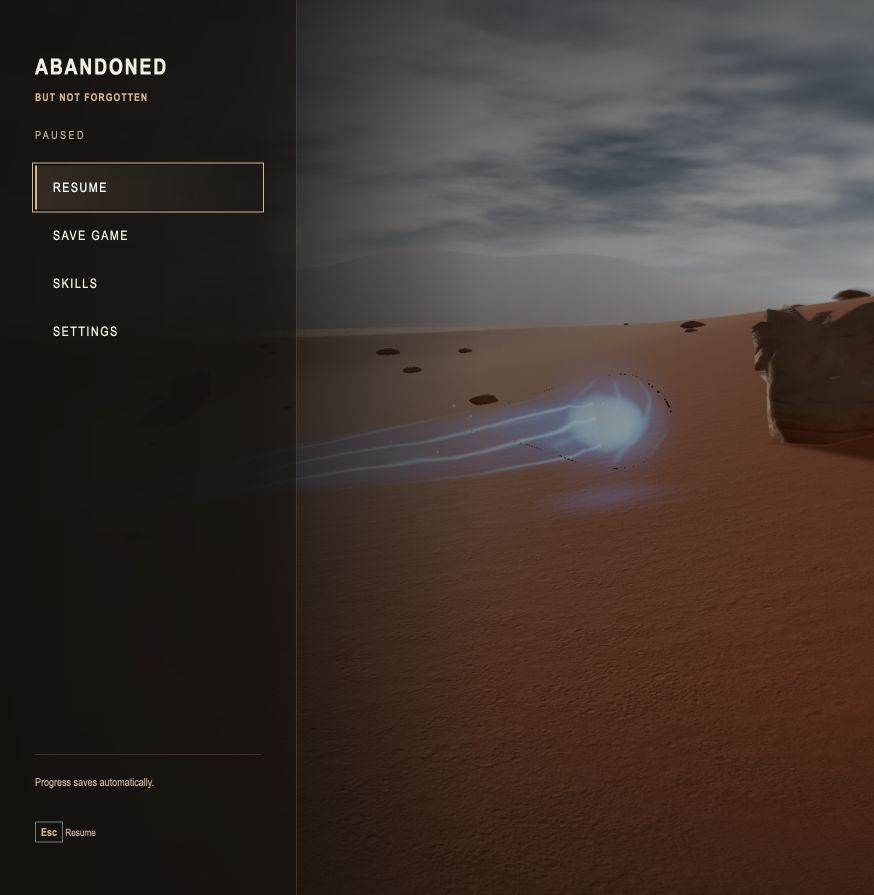 ABANDONED
BUT NOT FORGOTTEN
PAUSED
RESUME
SAVE GAME
SKILLS
SETTINGS
Progress saves automatically.
Esc Resume